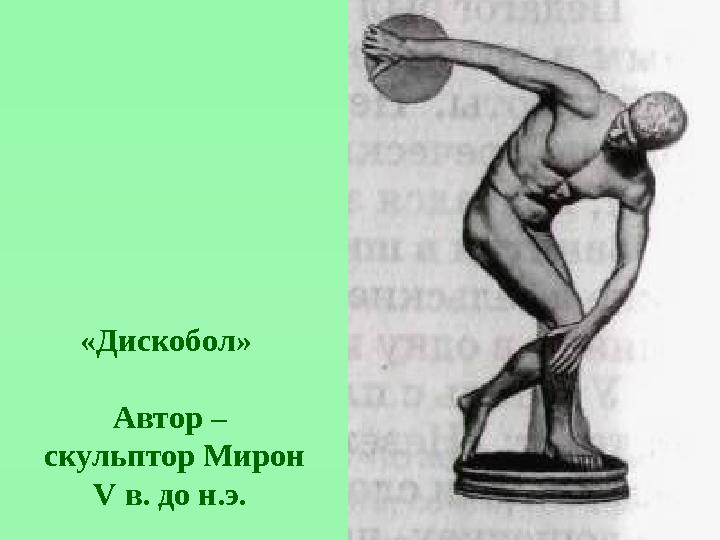 «Дискобол»
Автор –
скульптор Мирон
V в. до н.э.